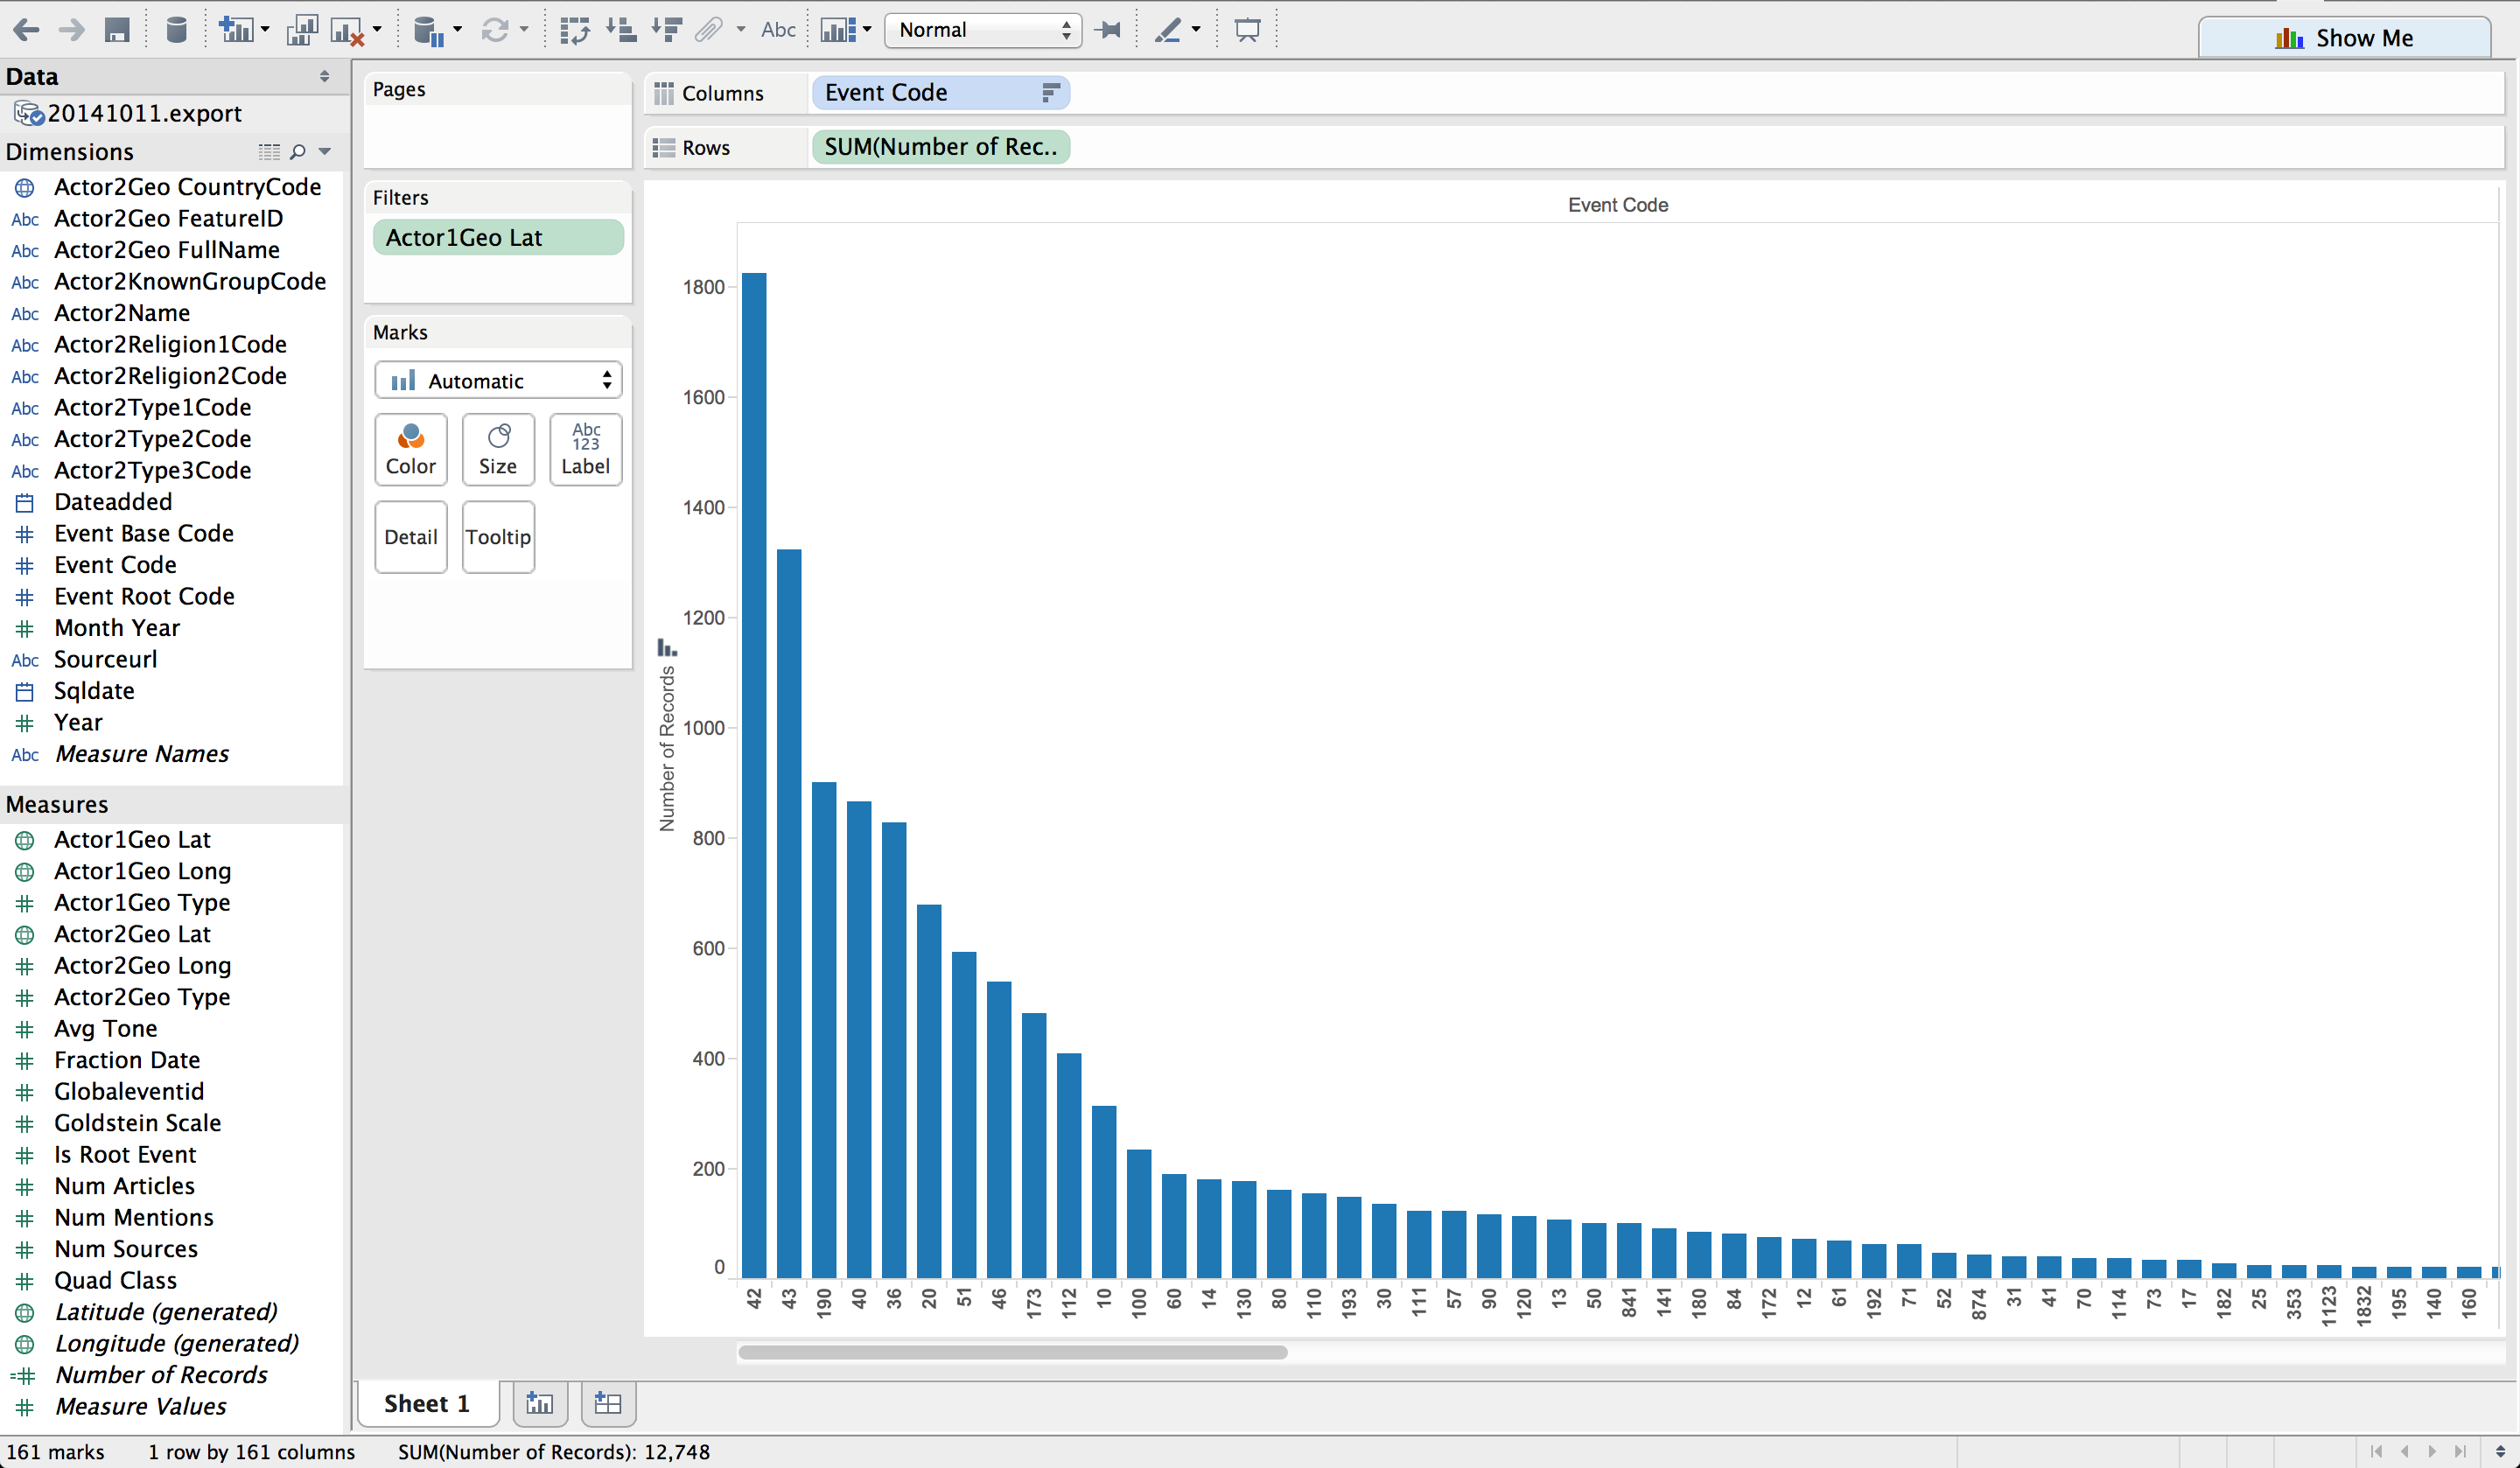 Abc
Normal
Show Me
Data
20141011.export
Dimensions
Actor2Geo CountryCode
Abc Actor2Geo FeatureID
Abc Actor2Geo FullName
Abc Actor2KnownGroupCode
Abc Actor2Name
Abc Actor2Religion1Code
Abc Actor2Religion2Code
Abc Actor2Type1Code
Abc Actor2Type2Code
Abc Actor2Type3Code
Dateadded
# Event Base Code
# Event Code
# Event Root Code
# Month Year
Abc Sourceurl
Sqldate
# Year
Abc Measure Names
Measures
Actor1Geo Lat
Actor1Geo Long
# Actor1Geo Type
Actor2Geo Lat
# Actor2Geo Long
# Actor2Geo Type
# Avg Tone
# Fraction Date
# Globaleventid
# Goldstein Scale
# Is Root Event
# Num Articles
# Num Mentions
# Num Sources
# Quad Class
Latitude (generated)
Longitude (generated)
=# Number of Records
# Measure Values
Pages
Filters
Actor1Geo Lat
Marks
Automatic
Color
Size
Abc
123
Label
Detail
Tooltip
Columns
Event Code
Rows
SUM(Number of Rec..
Event Code
Number of Records
1800
1600
1400
1200
1000
800
600
400
200
0
42 43 190 40 36 20 51 46 173 112 10 100 60 14 130 80 110 193 30 111 57 90 120 13 50 841 141 180 84 172 12 61 192 71 52 874 31 41 70 114 73 17 182 25 353 1123 1832 195 140 160
Sheet 1
161 marks
1 row by 161 columns
SUM(Number of Records): 12,748